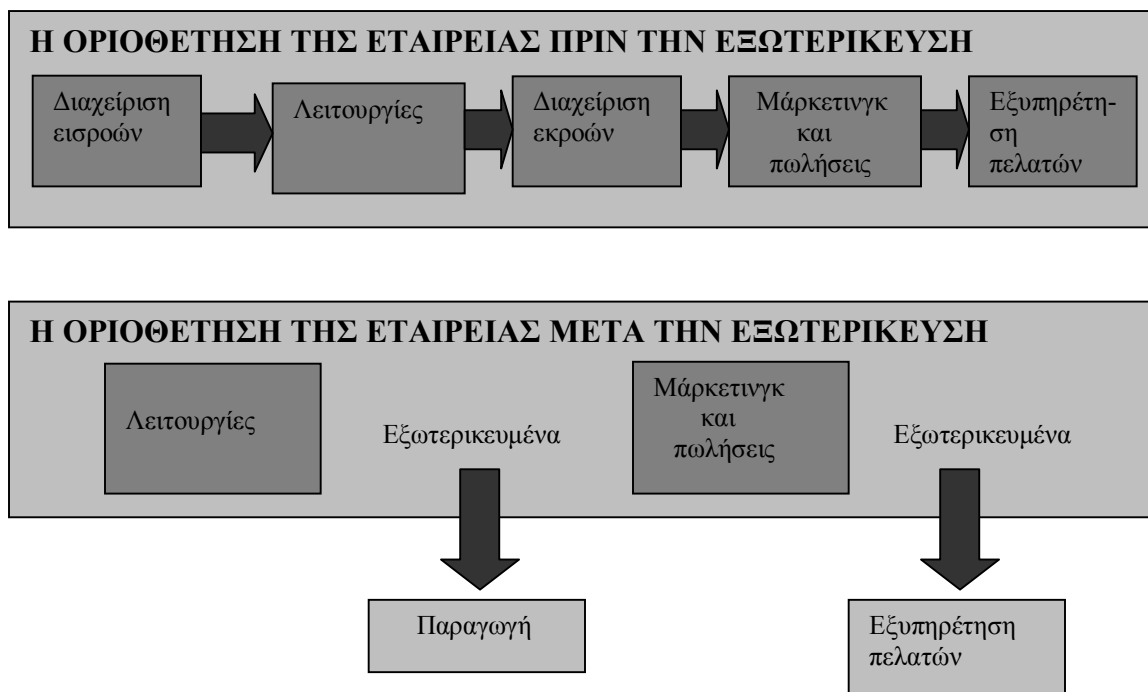 Η ΟΡΙΟΘΕΤΗΣΗ ΤΗΣ ΕΤΑΙΡΕΙΑΣ ΠΡΙΝ ΤΗΝ ΕΞΩΤΕΡΙΚΕΥΣΗ
Διαχείριση
εισροών
Λειτουργίες
Διαχείριση
εκροών
Μάρκετινγκ
και
πωλήσεις
Εξυπηρέτη-
ση
πελατών
Η ΟΡΙΟΘΕΤΗΣΗ ΤΗΣ ΕΤΑΙΡΕΙΑΣ ΜΕΤΑ ΤΗΝ ΕΞΩΤΕΡΙΚΕΥΣΗ
Λειτουργίες
Εξωτερικευμένα
Μάρκετινγκ
και
πωλήσεις
Εξωτερικευμένα
Παραγωγή
Εξυπηρέτηση
πελατών